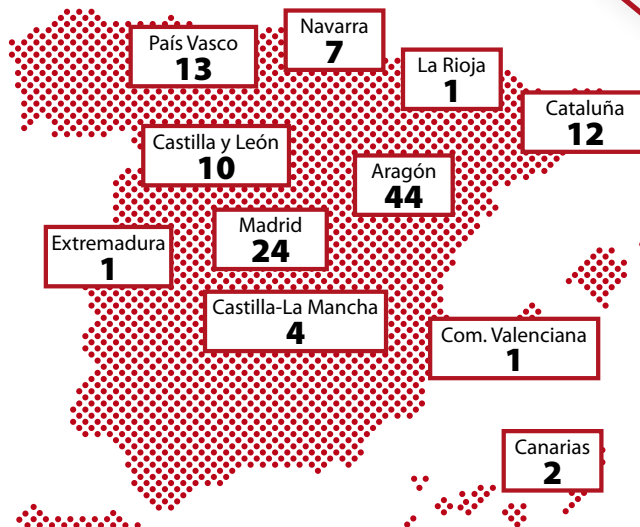 País Vasco
13
Navarra
7
La Rioja
1
Cataluña
12
Castilla y León
10
Aragón
44
Madrid
24
Extremadura
1
Castilla-La Mancha
4
Com. Valenciana
1
Canarias
2